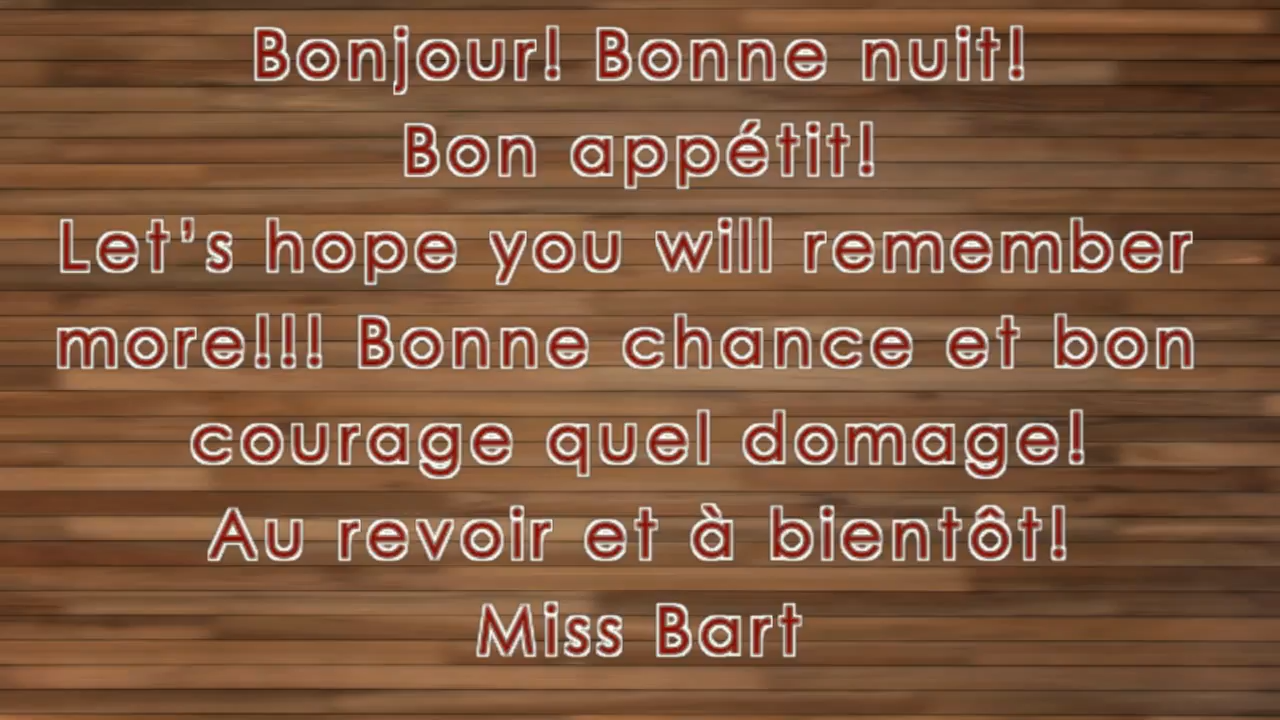 Bonjour! Bonne nuit!
Bon appétit!
Let's hope you will remember
more!!! Bonne chance et bon
courage quel domage!
Au revoir et à bientôt!
Miss Bart